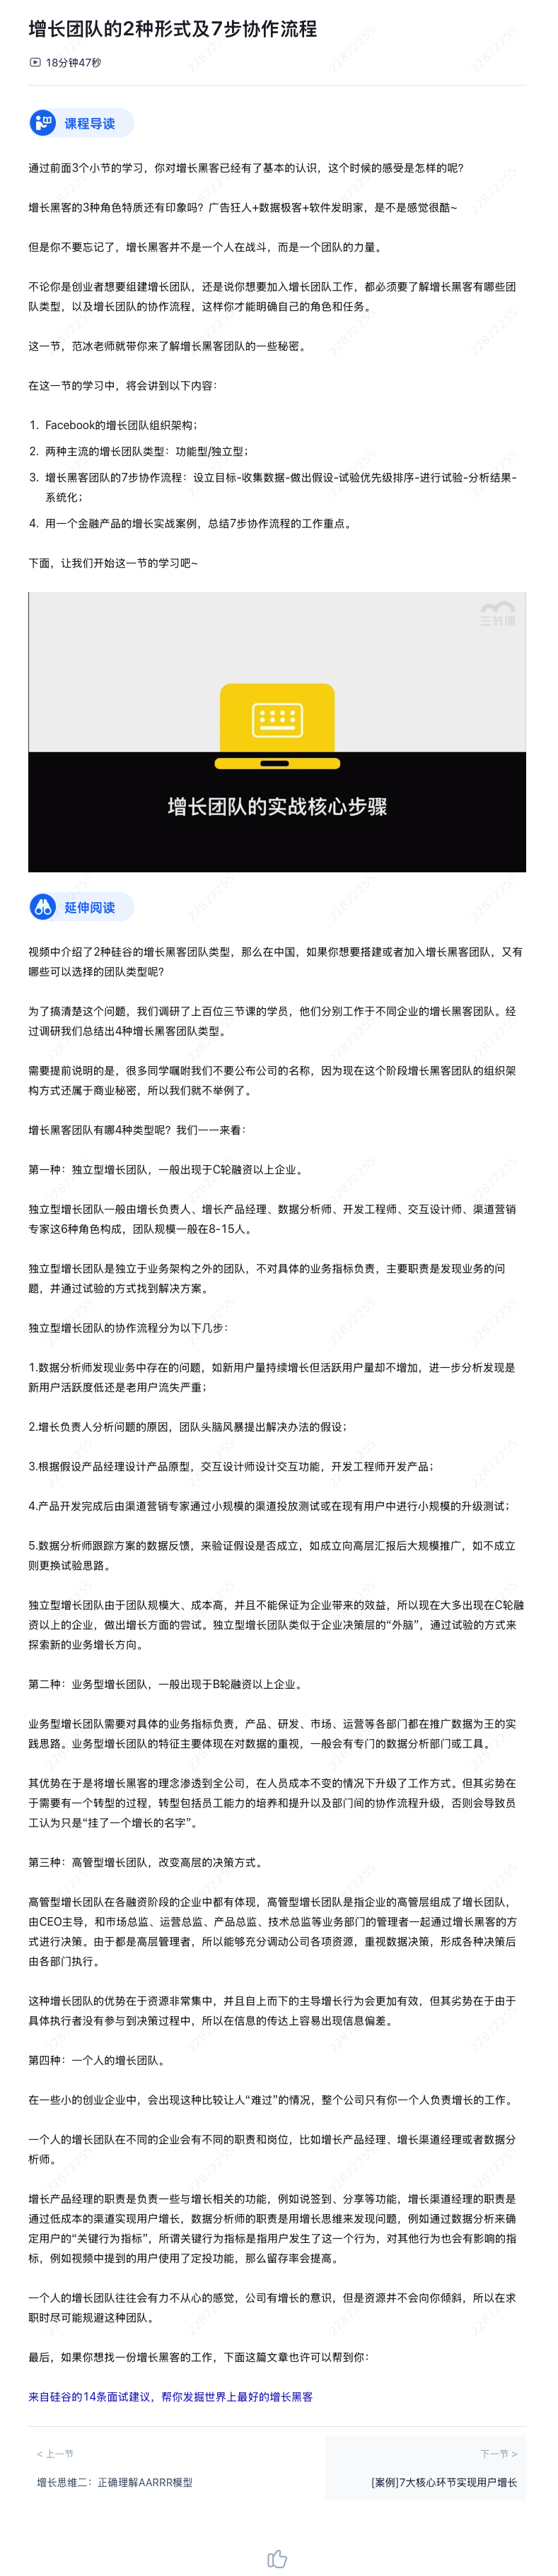 增长团队的2种形式及7步协作流程
18分钟47秒
课程导读
通过前面3个小节的学习，你对增长黑客已经有了基本的认识，这个时候的感受是怎样的呢？
增长黑客的3种角色特质还有印象吗？广告狂人+数据极客+软件发明家，是不是感觉很酷~
但是你不要忘记了，增长黑客并不是一个人在战斗，而是一个团队的力量。
不论你是创业者想要组建增长团队，还是说你想要加入增长团队工作，都必须要了解增长黑客有哪些团
队类型，以及增长团队的协作流程，这样你才能明确自己的角色和任务。
这一节，范冰老师就带你来了解增长黑客团队的一些秘密。
在这一节的学习中，将会讲到以下内容：
1. Facebook的增长团队组织架构；
2. 两种主流的增长团队类型：功能型/独立型；
3. 增长黑客团队的7步协作流程：设立目标-收集数据-做出假设-试验优先级排序-进行试验-分析结果-
系统化；
4. 用一个金融产品的增长实战案例，总结7步协作流程的工作重点。
下面，让我们开始这一节的学习吧~
三节课
增长团队的实战核心步骤
延伸阅读
视频中介绍了2种硅谷的增长黑客团队类型，那么在中国，如果你想要搭建或者加入增长黑客团队，又有
哪些可以选择的团队类型呢？
为了搞清楚这个问题，我们调研了上百位三节课的学员，他们分别工作于不同企业的增长黑客团队。经
过调研我们总结出4种增长黑客团队类型。
需要提前说明的是，很多同学嘱咐我们不要公布公司的名称，因为现在这个阶段增长黑客团队的组织架
构方式还属于商业秘密，所以我们就不举例了。
增长黑客团队有哪4种类型呢？我们一一来看：
第一种：独立型增长团队，一般出现于C轮融资以上企业。
独立型增长团队一般由增长负责人、增长产品经理、数据分析师、开发工程师、交互设计师、渠道营销
专家这6种角色构成，团队规模一般在8-15人。
独立型增长团队是独立于业务架构之外的团队，不对具体的业务指标负责，主要职责是发现业务的问
题，并通过试验的方式找到解决方案。
独立型增长团队的协作流程分为以下几步：
1.数据分析师发现业务中存在的问题，如新用户量持续增长但活跃用户量却不增加，进一步分析发现是
新用户活跃度低还是老用户流失严重；
2.增长负责人分析问题的原因，团队头脑风暴提出解决办法的假设；
3.根据假设产品经理设计产品原型，交互设计师设计交互功能，开发工程师开发产品；
4.产品开发完成后由渠道营销专家通过小规模的渠道投放测试或在现有用户中进行小规模的升级测试；
5.数据分析师跟踪方案的数据反馈，来验证假设是否成立，如成立向高层汇报后大规模推广，如不成立
则更换试验思路。
独立型增长团队由于团队规模大、成本高，并且不能保证为企业带来的效益，所以现在大多出现在C轮融
资以上的企业，做出增长方面的尝试。独立型增长团队类似于企业决策层的“外脑”，通过试验的方式来
探索新的业务增长方向。
第二种：业务型增长团队，一般出现于B轮融资以上企业。
业务型增长团队需要对具体的业务指标负责，产品、研发、市场、运营等各部门都在推广数据为王的实
践思路。业务型增长团队的特征主要体现在对数据的重视，一般会有专门的数据分析部门或工具。
其优势在于是将增长黑客的理念渗透到全公司，在人员成本不变的情况下升级了工作方式。但其劣势在
于需要有一个转型的过程，转型包括员工能力的培养和提升以及部门间的协作流程升级，否则会导致员
工认为只是“挂了一个增长的名字”。
第三种：高管型增长团队，改变高层的决策方式。
高管型增长团队在各融资阶段的企业中都有体现，高管型增长团队是指企业的高管层组成了增长团队，
由CEO主导，和市场总监、运营总监、产品总监、技术总监等业务部门的管理者一起通过增长黑客的方
式进行决策。由于都是高层管理者，所以能够充分调动公司各项资源，重视数据决策，形成各种决策后
由各部门执行。
这种增长团队的优势在于资源非常集中，并且自上而下的主导增长行为会更加有效，但其劣势在于由于
具体执行者没有参与到决策过程中，所以在信息的传达上容易出现信息偏差。
第四种：一个人的增长团队。
在一些小的创业企业中，会出现这种比较让人“难过”的情况，整个公司只有你一个人负责增长的工作。
一个人的增长团队在不同的企业会有不同的职责和岗位，比如增长产品经理、增长渠道经理或者数据分
析师。
增长产品经理的职责是负责一些与增长相关的功能，例如说签到、分享等功能，增长渠道经理的职责是
通过低成本的渠道实现用户增长，数据分析师的职责是用增长思维来发现问题，例如通过数据分析来确
定用户的“关键行为指标”，所谓关键行为指标是指用户发生了这一个行为，对其他行为也会有影响的指
标，例如视频中提到的用户使用了定投功能，那么留存率会提高。
一个人的增长团队往往会有力不从心的感觉，公司有增长的意识，但是资源并不会向你倾斜，所以在求
职时尽可能规避这种团队。
最后，如果你想找一份增长黑客的工作，下面这篇文章也许可以帮到你：
来自硅谷的14条面试建议，帮你发掘世界上最好的增长黑客
< 上一节
下一节 >
增长思维二：正确理解AARRR模型
[案例]7大核心环节实现用户增长
22872255